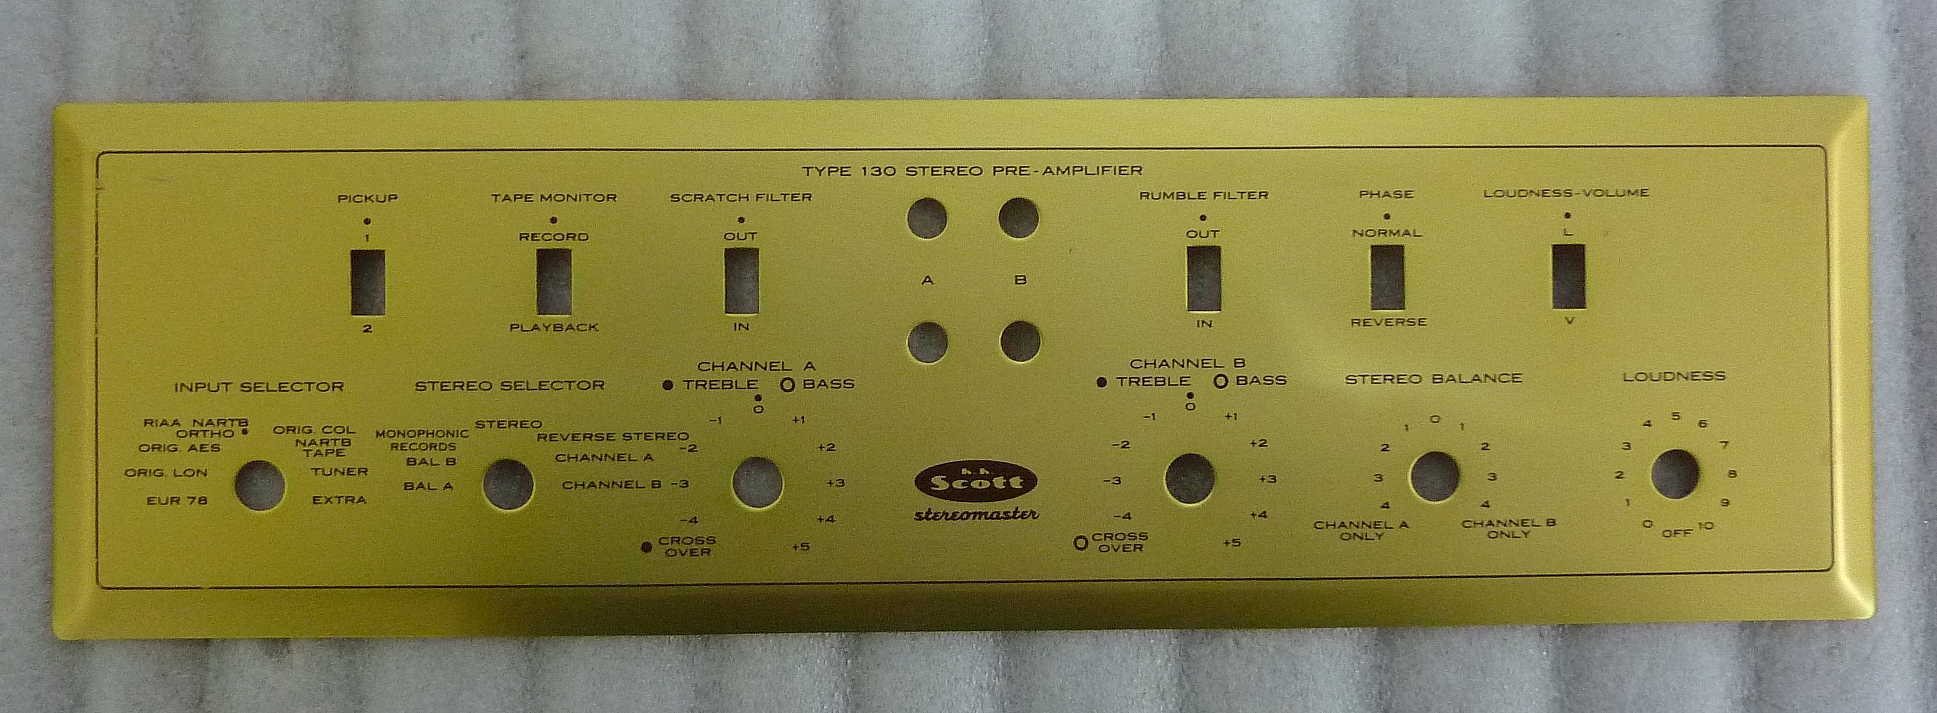 TYPE 130 STEREO PRE-AMPLIFIER
PICKUP
1
2
TAPE MONITOR
RECORD
PLAYBACK
SCRATCH FILTER
OUT
IN
A B
RUMBLE FILTER
OUT
IN
PHASE
NORMAL
REVERSE
LOUDNESS-VOLUME
L
V
INPUT SELECTOR
RIAA NARTB
ORTHO
ORIG. AES
ORIG. LON
EUR 78
ORIG. COL
NARTB
TAPE
TUNER
EXTRA
STEREO SELECTOR
STEREO
MONOPHONIC
RECORDS
BAL B
BAL A
REVERSE STEREO
CHANNEL A
CHANNEL B
CHANNEL A
TREBLE BASS
0
-1 +1
-2 +2
-3 +3
-4 +4
CROSS
OVER
+5
h.h.
Scott
stereomaster
CHANNEL B
TREBLE BASS
0
-1 +1
-2 +2
-3 +3
-4 +4
CROSS
OVER
+5
STEREO BALANCE
0
1 1
2 2
3 3
4 4
CHANNEL A
ONLY
CHANNEL B
ONLY
LOUDNESS
5
4 6
3 7
2 8
1 9
0 10
OFF